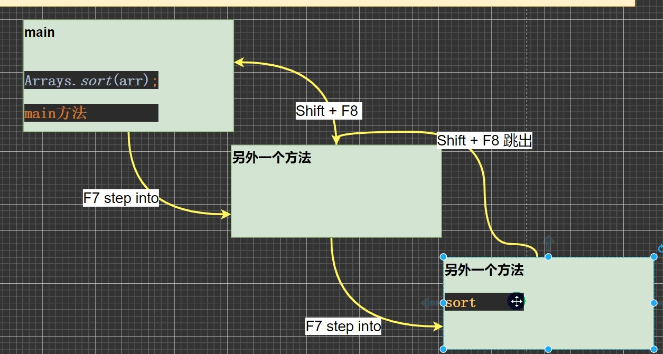 main
Arrays.sort(arr);
main方法
Shift + F8
另外一个方法
Shift + F8 跳出
F7 step into
另外一个方法
sort
F7 step into